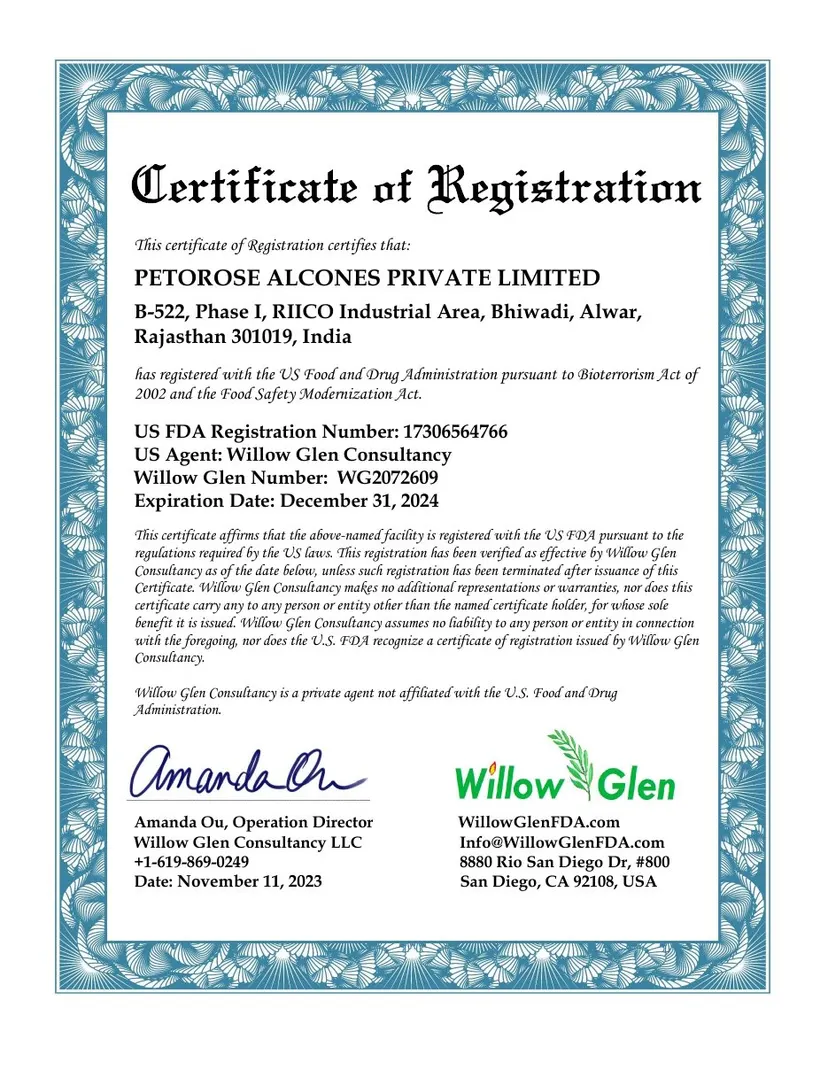 Certificate of Registration
This certificate of Registration certifies that:
PETOROSE ALCONES PRIVATE LIMITED
B-522, Phase I, RIICO Industrial Area, Bhiwadi, Alwar,
Rajasthan 301019, India
has registered with the US Food and Drug Administration pursuant to Bioterrorism Act of
2002 and the Food Safety Modernization Act.
US FDA Registration Number: 17306564766
US Agent: Willow Glen Consultancy
Willow Glen Number: WG2072609
Expiration Date: December 31, 2024
This certificate affirms that the above-named facility is registered with the US FDA pursuant to the
regulations required by the US laws. This registration has been verified as effective by Willow Glen
Consultancy as of the date below, unless such registration has been terminated after issuance of this
Certificate. Willow Glen Consultancy makes no additional representations or warranties, nor does this
certificate carry any to any person or entity other than the named certificate holder, for whose sole
benefit it is issued. Willow Glen Consultancy assumes no liability to any person or entity in connection
with the foregoing, nor does the U.S. FDA recognize a certificate of registration issued by Willow Glen
Consultancy.
Willow Glen Consultancy is a private agent not affiliated with the U.S. Food and Drug
Administration.
Amanda Ou
Willow Glen
Amanda Ou, Operation Director
Willow Glen Consultancy LLC
+1-619-869-0249
Date: November 11, 2023
WillowGlenFDA.com
Info@WillowGlenFDA.com
8880 Rio San Diego Dr, #800
San Diego, CA 92108, USA